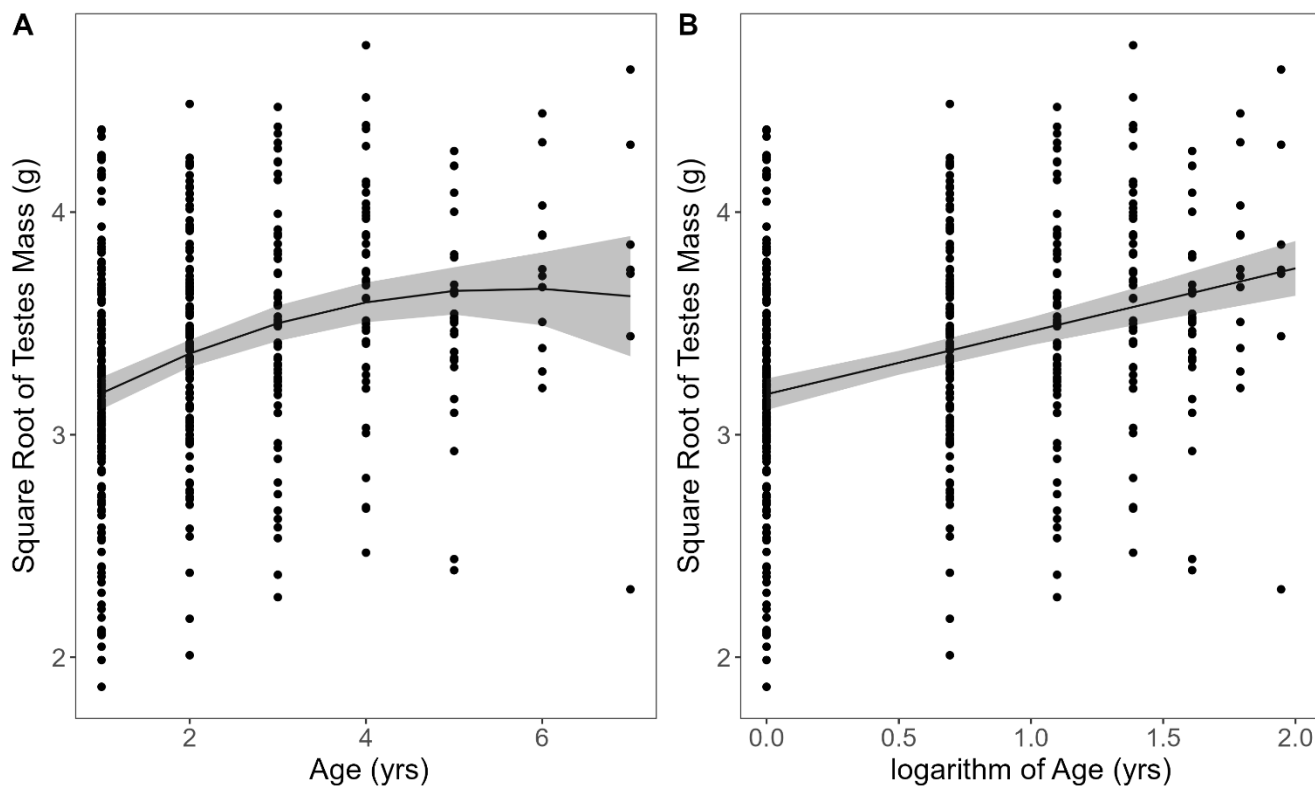 A
Square Root of Testes Mass (g)
4
3
2
2
4
6
Age (yrs)
B
Square Root of Testes Mass (g)
4
3
2
0.0
0.5
1.0
1.5
2.0
logarithm of Age (yrs)